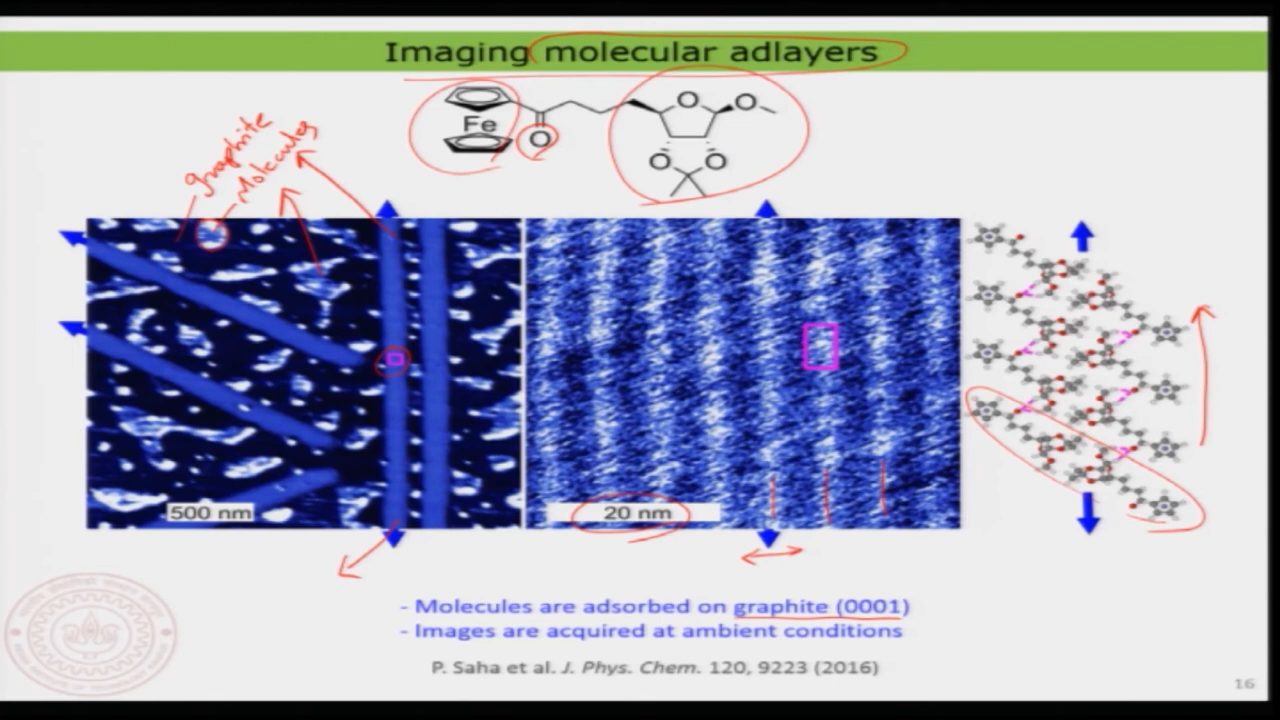 Imaging molecular adlayers
Fe
O
O
O
O
O
graphite
Molecules
500 nm
20 nm
- Molecules are adsorbed on graphite (0001)
- Images are acquired at ambient conditions
P. Saha et al. J. Phys. Chem. 120, 9223 (2016)
16